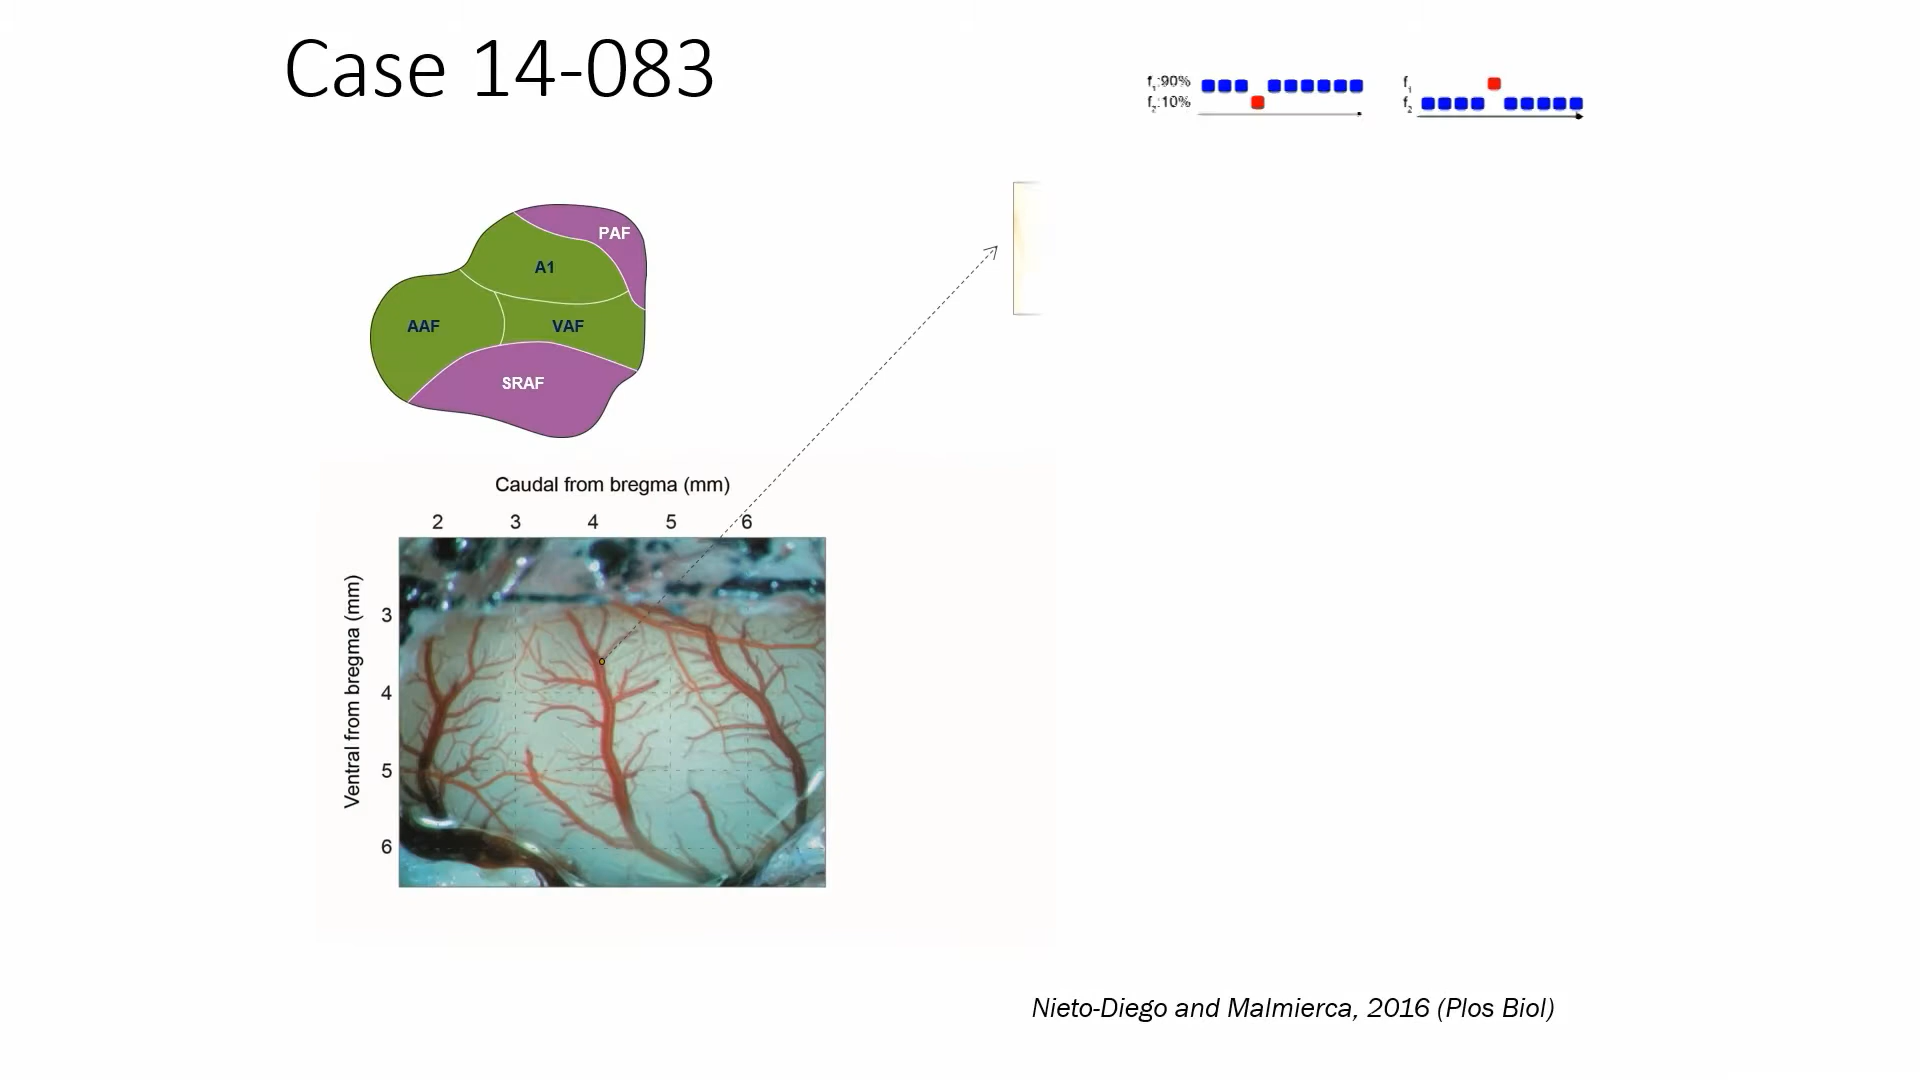 Case 14-083
f1:90%
f2:10%
f1
f2
PAF
A1
AAF
VAF
SRAF
Caudal from bregma (mm)
2 3 4 5 6
Ventral from bregma (mm)
3
4
5
6
Nieto-Diego and Malmierca, 2016 (Plos Biol)